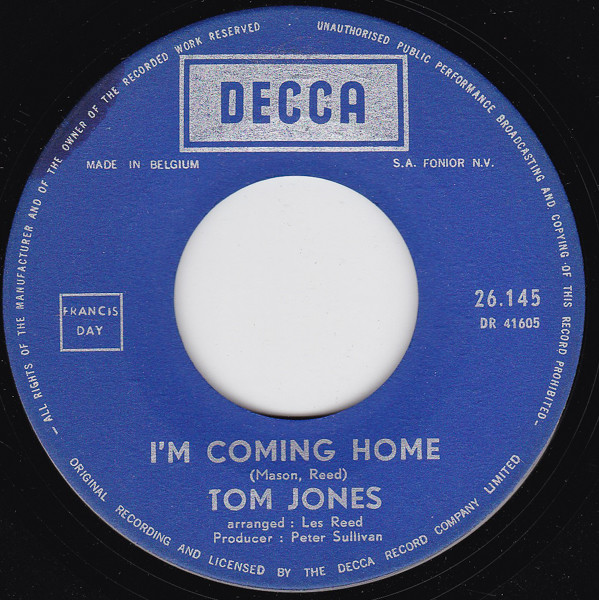 — ALL RIGHTS OF THE MANUFACTURER AND OF THE OWNER OF THE RECORDED WORK RESERVED
UNAUTHORISED PUBLIC PERFORMANCE BROADCASTING AND COPYING OF THIS RECORD PROHIBITED—
DECCA
MADE IN BELGIUM
S.A. FONIOR N.V.
FRANCIS
DAY
26.145
DR 41605
I'M COMING HOME
(Mason, Reed)
TOM JONES
arranged : Les Reed
Producer : Peter Sullivan
ORIGINAL RECORDING AND LICENSED BY THE DECCA RECORD COMPANY LIMITED